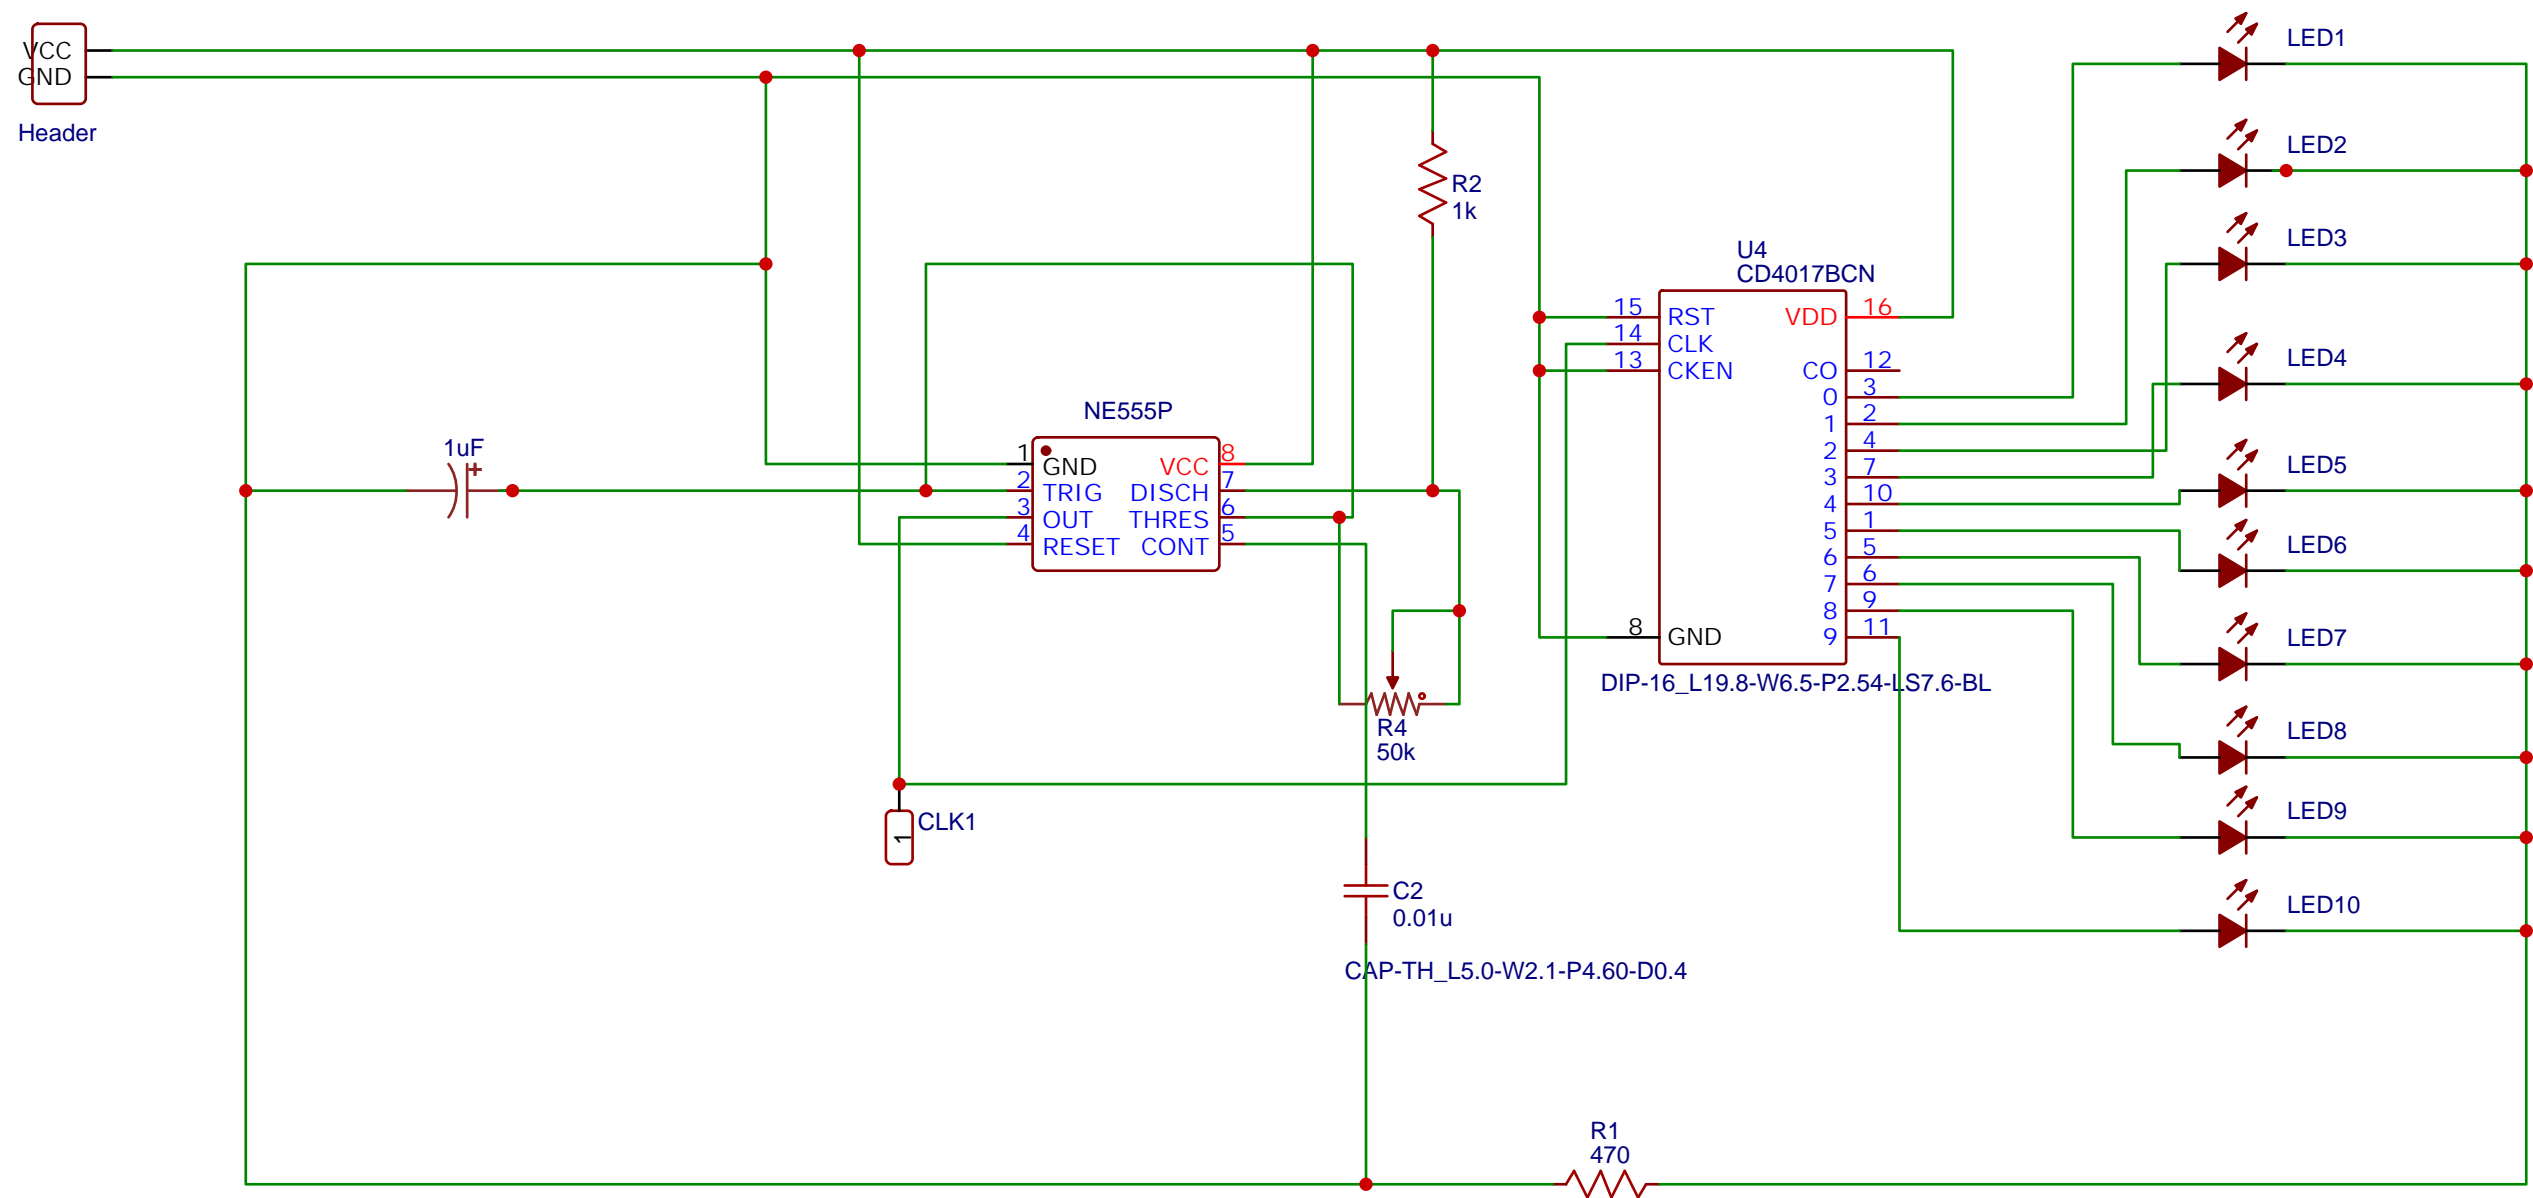 VCC
GND
Header
R2
1k
NE555P
1uF
1
GND
2
TRIG
3
OUT
4
RESET
VCC
8
DISCH
7
THRES
6
CONT
5
R4
50k
CLK1
1
C2
0.01u
CAP-TH_L5.0-W2.1-P4.60-D0.4
U4
CD4017BCN
15
RST
14
CLK
13
CKEN
8
GND
VDD
16
CO
12
0
3
1
2
2
4
3
7
4
10
5
1
6
5
7
6
8
9
9
11
DIP-16_L19.8-W6.5-P2.54-LS7.6-BL
LED1
LED2
LED3
LED4
LED5
LED6
LED7
LED8
LED9
LED10
R1
470